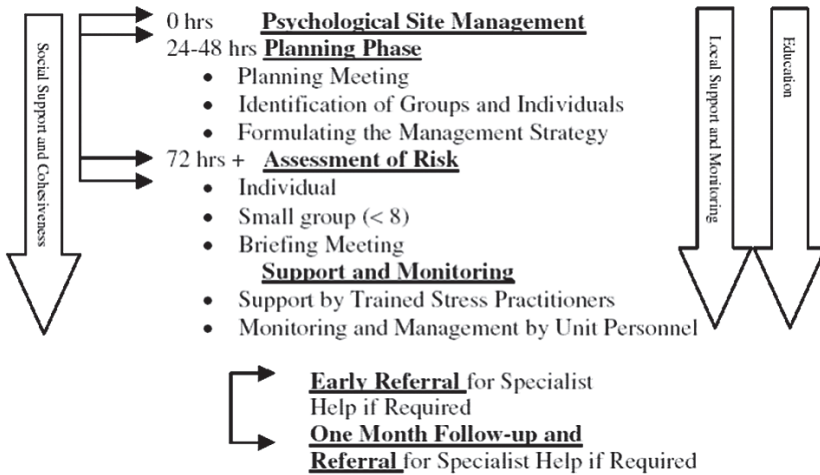 0 hrs Psychological Site Management
24-48 hrs Planning Phase
• Planning Meeting
• Identification of Groups and Individuals
• Formulating the Management Strategy
72 hrs + Assessment of Risk
• Individual
• Small group (< 8)
• Briefing Meeting
Support and Monitoring
• Support by Trained Stress Practitioners
• Monitoring and Management by Unit Personnel
Early Referral for Specialist
Help if Required
One Month Follow-up and
Referral for Specialist Help if Required
Social Support and Cohesiveness
Local Support and Monitoring
Education